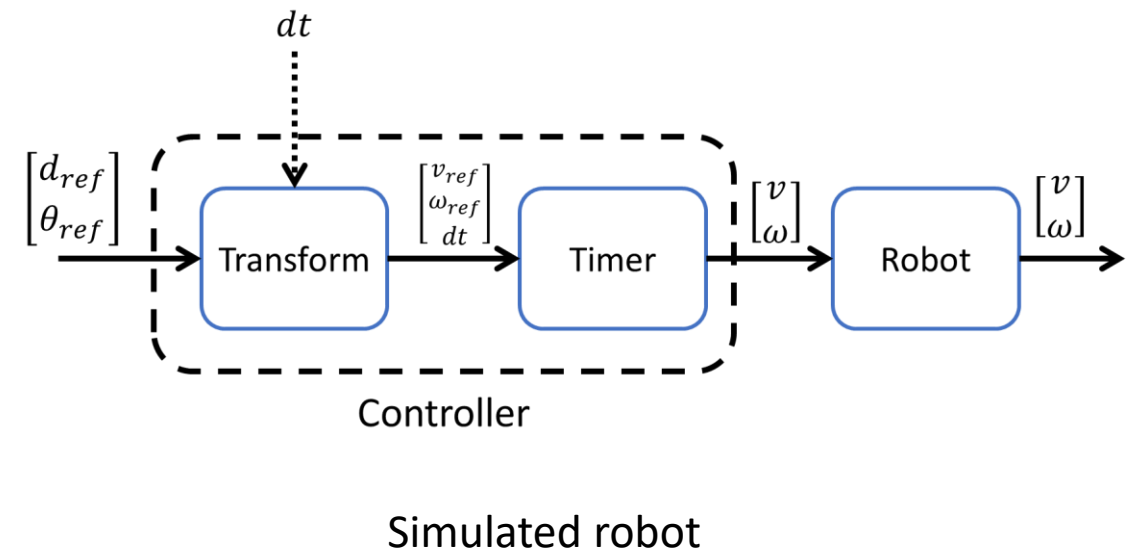 dt
[d_ref
θ_ref]
[v_ref
ω_ref
dt]
[v
ω]
[v
ω]
Transform
Timer
Robot
Controller
Simulated robot